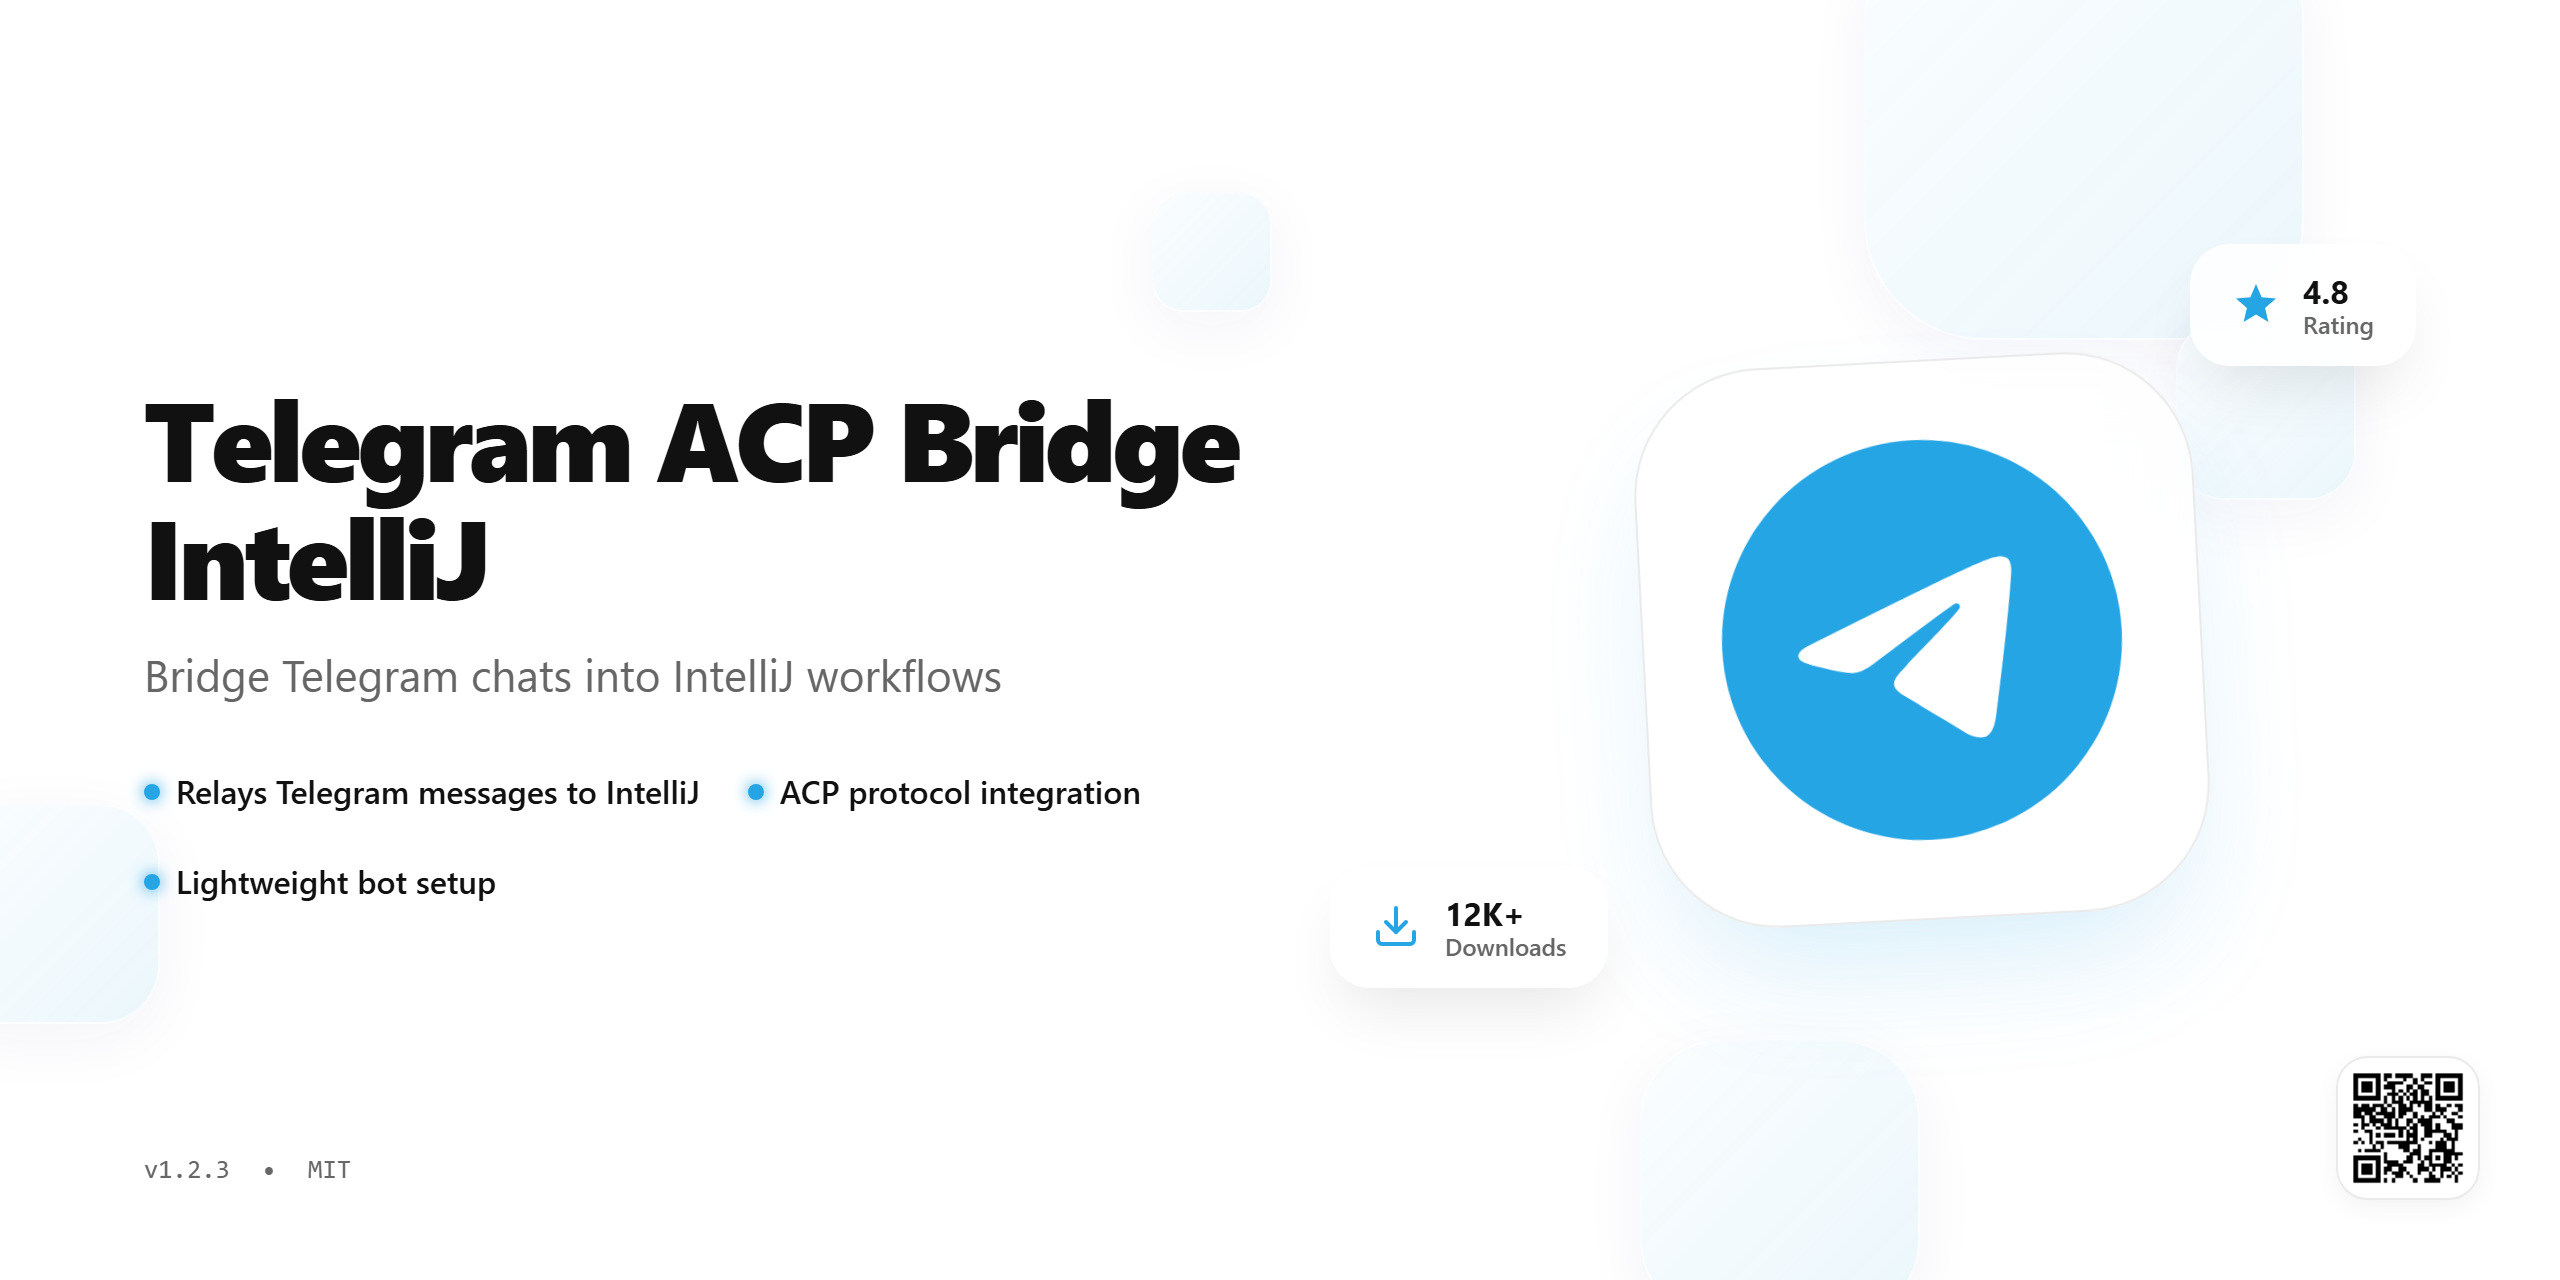 Telegram ACP Bridge
IntelliJ
Bridge Telegram chats into IntelliJ workflows
Relays Telegram messages to IntelliJ
ACP protocol integration
Lightweight bot setup
4.8
Rating
12K+
Downloads
v1.2.3 • MIT